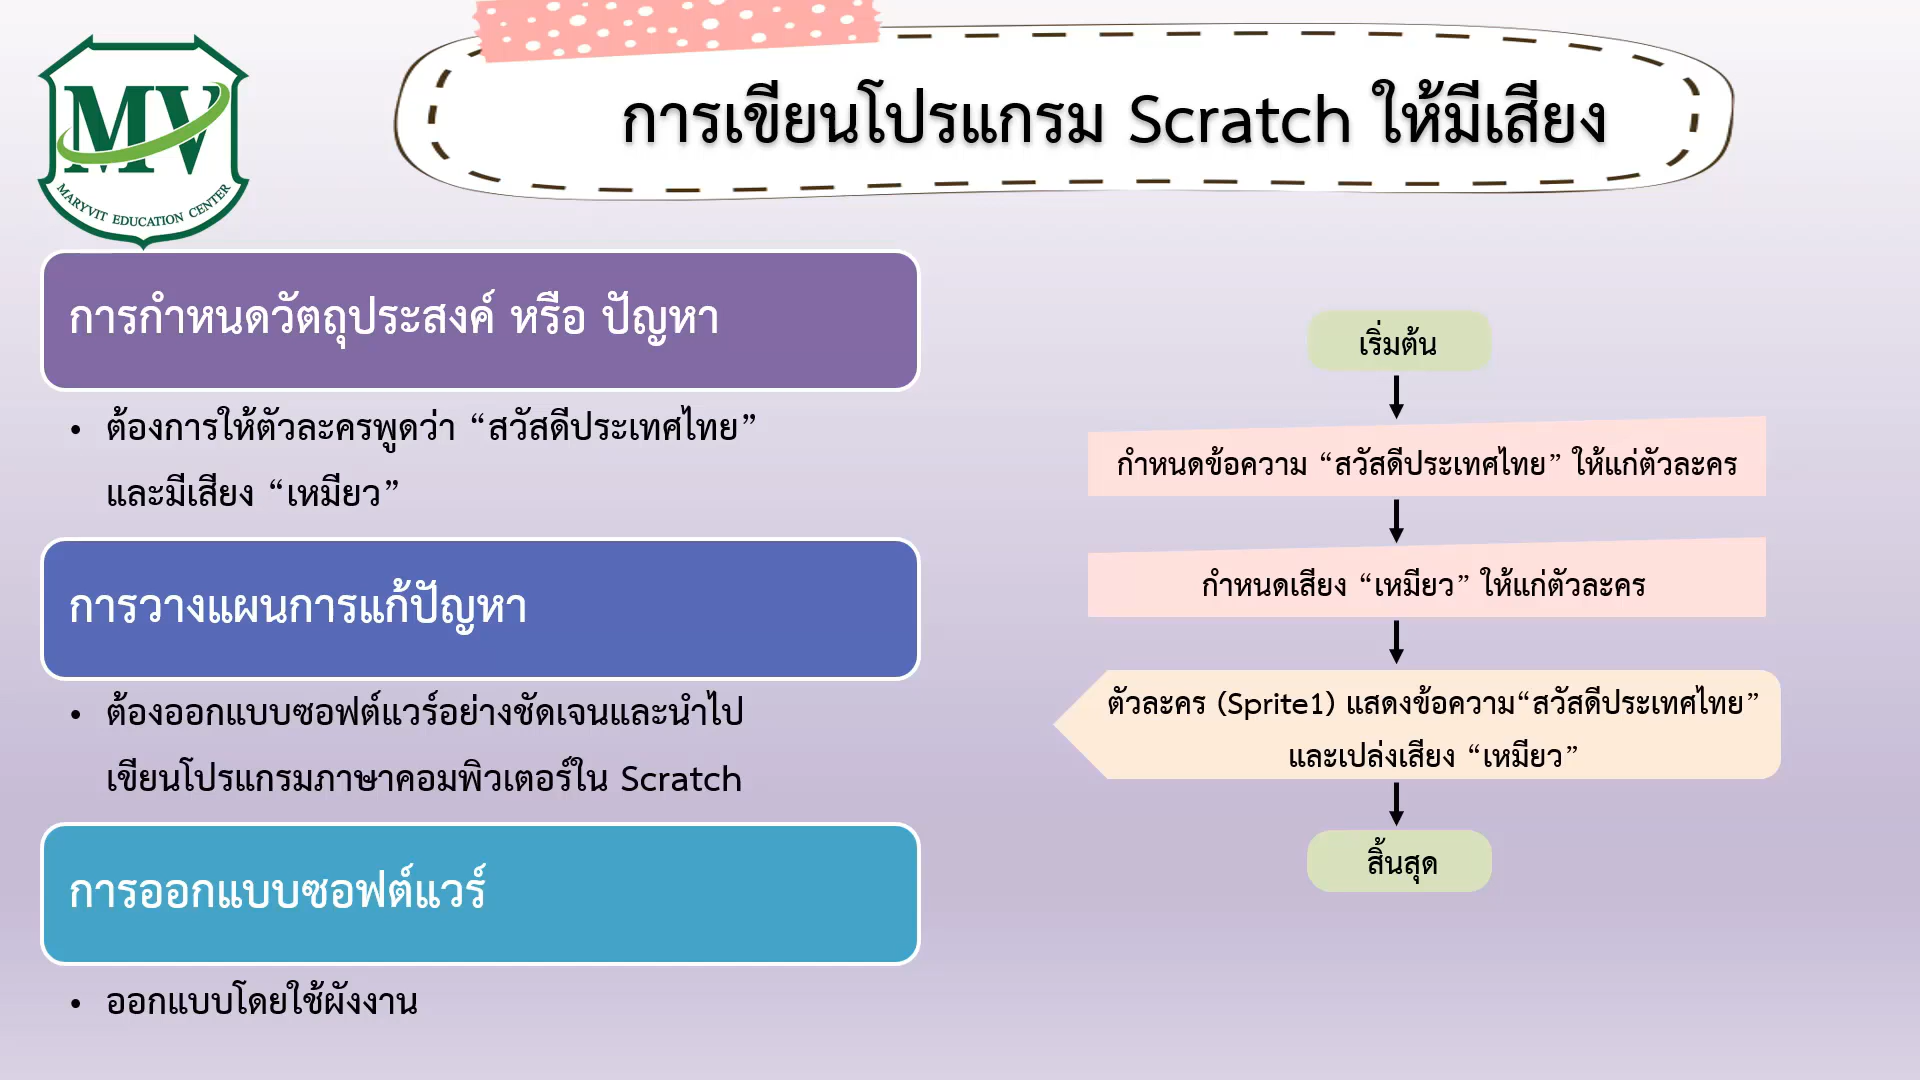 MV
MARYVIT EDUCATION CENTER
การเขียนโปรแกรม Scratch ให้มีเสียง
การกำหนดวัตถุประสงค์ หรือ ปัญหา
• ต้องการให้ตัวละครพูดว่า “สวัสดีประเทศไทย”
และมีเสียง “เหมียว”
การวางแผนการแก้ปัญหา
• ต้องออกแบบซอฟต์แวร์อย่างชัดเจนและนำไป
เขียนโปรแกรมภาษาคอมพิวเตอร์ใน Scratch
การออกแบบซอฟต์แวร์
• ออกแบบโดยใช้ผังงาน
เริ่มต้น
กำหนดข้อความ “สวัสดีประเทศไทย” ให้แก่ตัวละคร
กำหนดเสียง “เหมียว” ให้แก่ตัวละคร
ตัวละคร (Sprite1) แสดงข้อความ“สวัสดีประเทศไทย”
และเปล่งเสียง “เหมียว”
สิ้นสุด